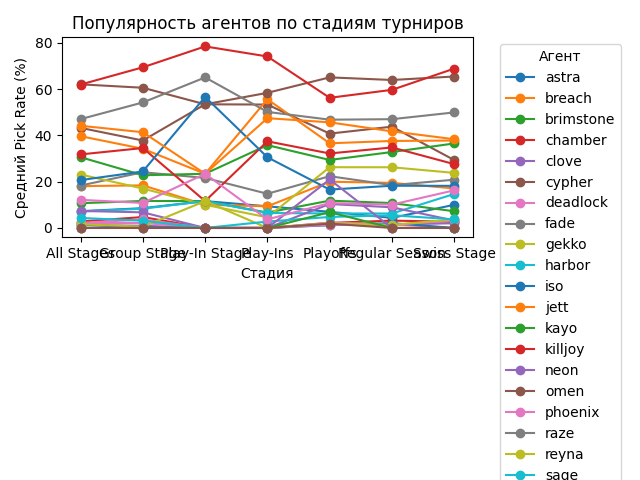 Популярность агентов по стадиям турниров
Средний Pick Rate (%)
80
60
40
20
0
All Stages
Group Stage
Play-In Stage
Play-Ins
Playoffs
Regular Season
Swiss Stage
Стадия
Агент
astra
breach
brimstone
chamber
clove
cypher
deadlock
fade
gekko
harbor
iso
jett
kayo
killjoy
neon
omen
phoenix
raze
reyna
sage